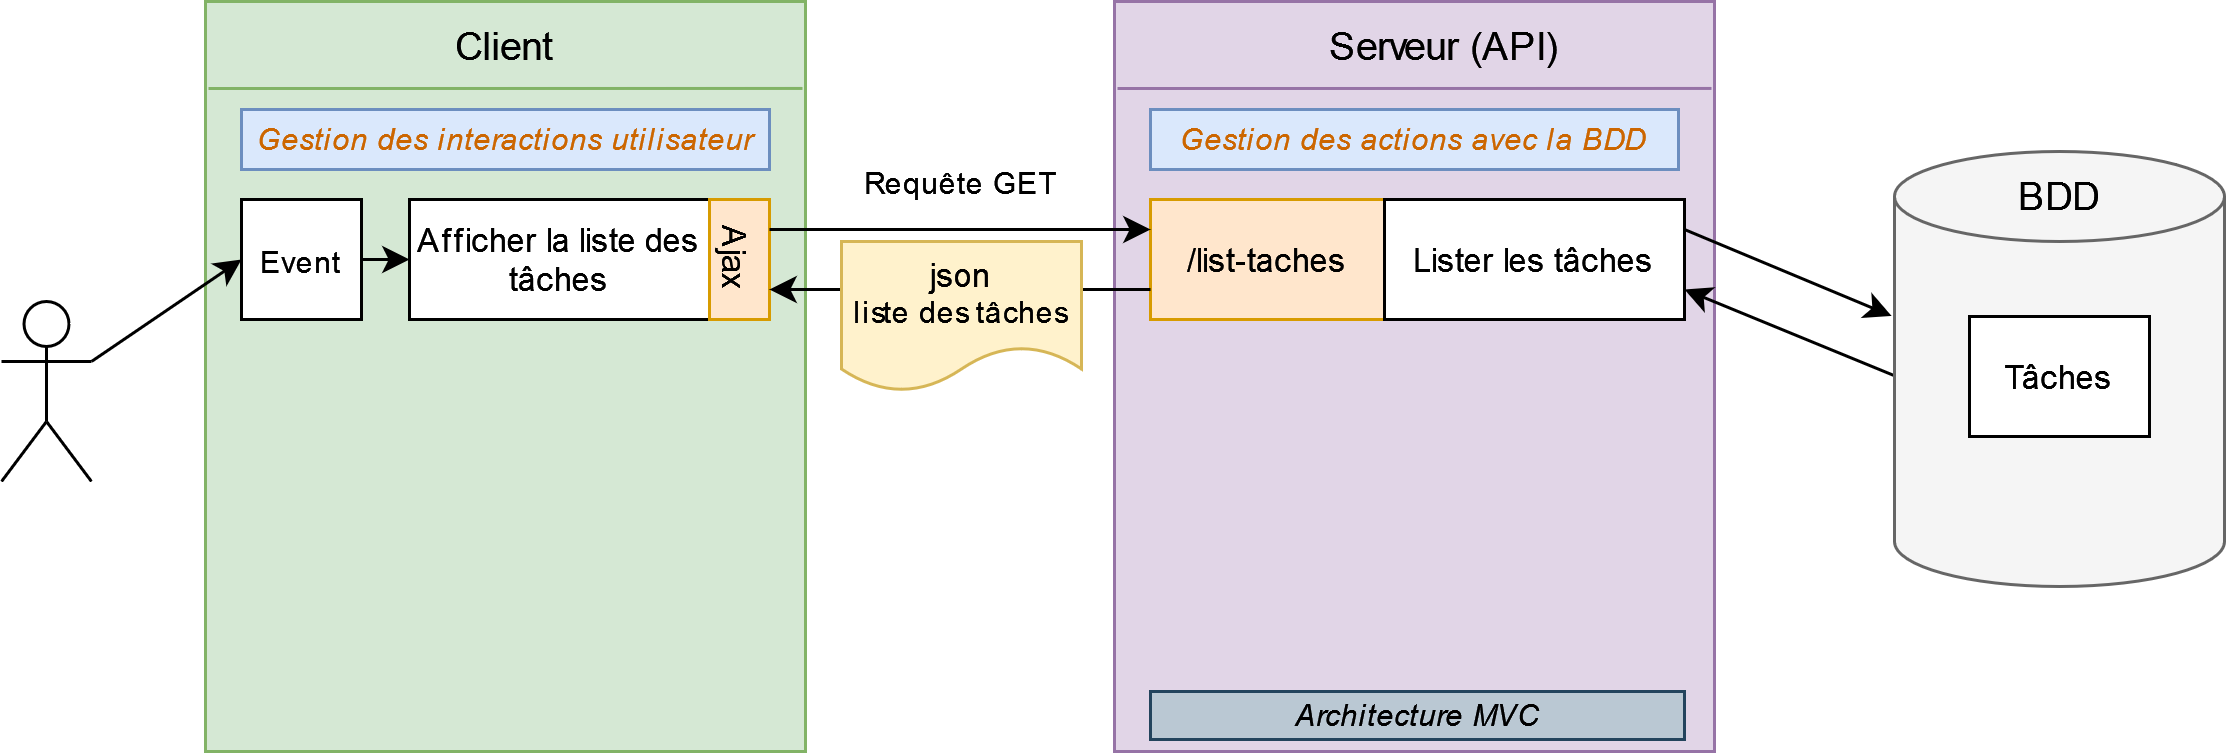 Client
Serveur (API)
Gestion des interactions utilisateur
Gestion des actions avec la BDD
Requête GET
BDD
Event
Afficher la liste des
tâches
Ajax
json
liste des tâches
/list-taches
Lister les tâches
Tâches
Architecture MVC